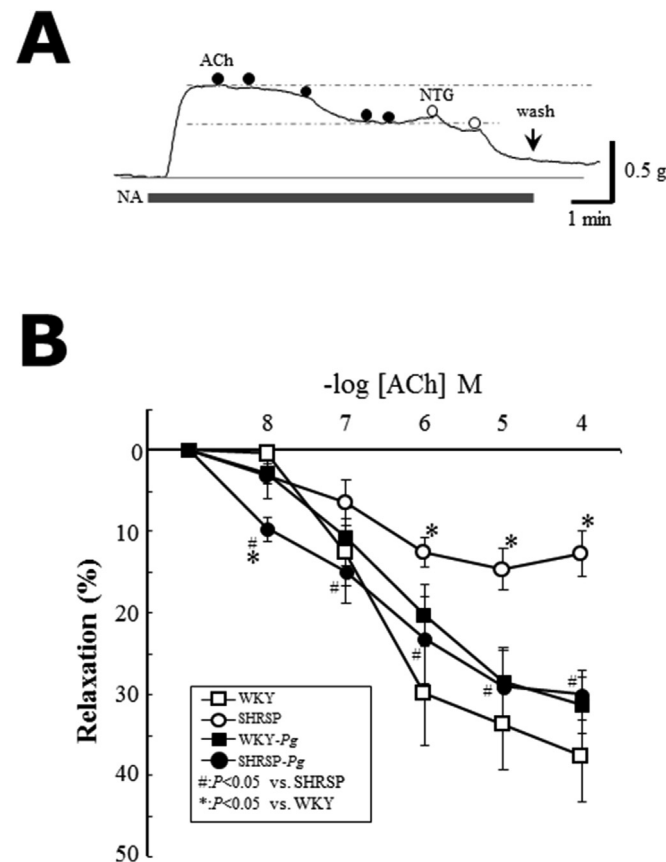 A
ACh
NTG
wash
0.5 g
NA
1 min
B
-log [ACh] M
8 7 6 5 4
0
10
20
30
40
50
Relaxation (%)
* * *
#
*
#
#
#
#
WKY
SHRSP
WKY-Pg
SHRSP-Pg
#:P<0.05 vs. SHRSP
*:P<0.05 vs. WKY